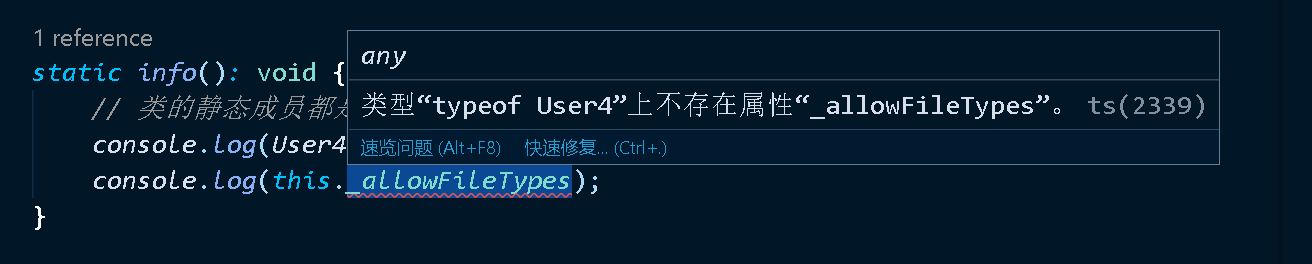 1 reference
static info(): void {
any
类型“typeof User4”上不存在属性“_allowFileTypes”。 ts(2339)
// 类的静态成员都
console.log(User4
速览问题 (Alt+F8) 快速修复... (Ctrl+.)
console.log(this._allowFileTypes);
}